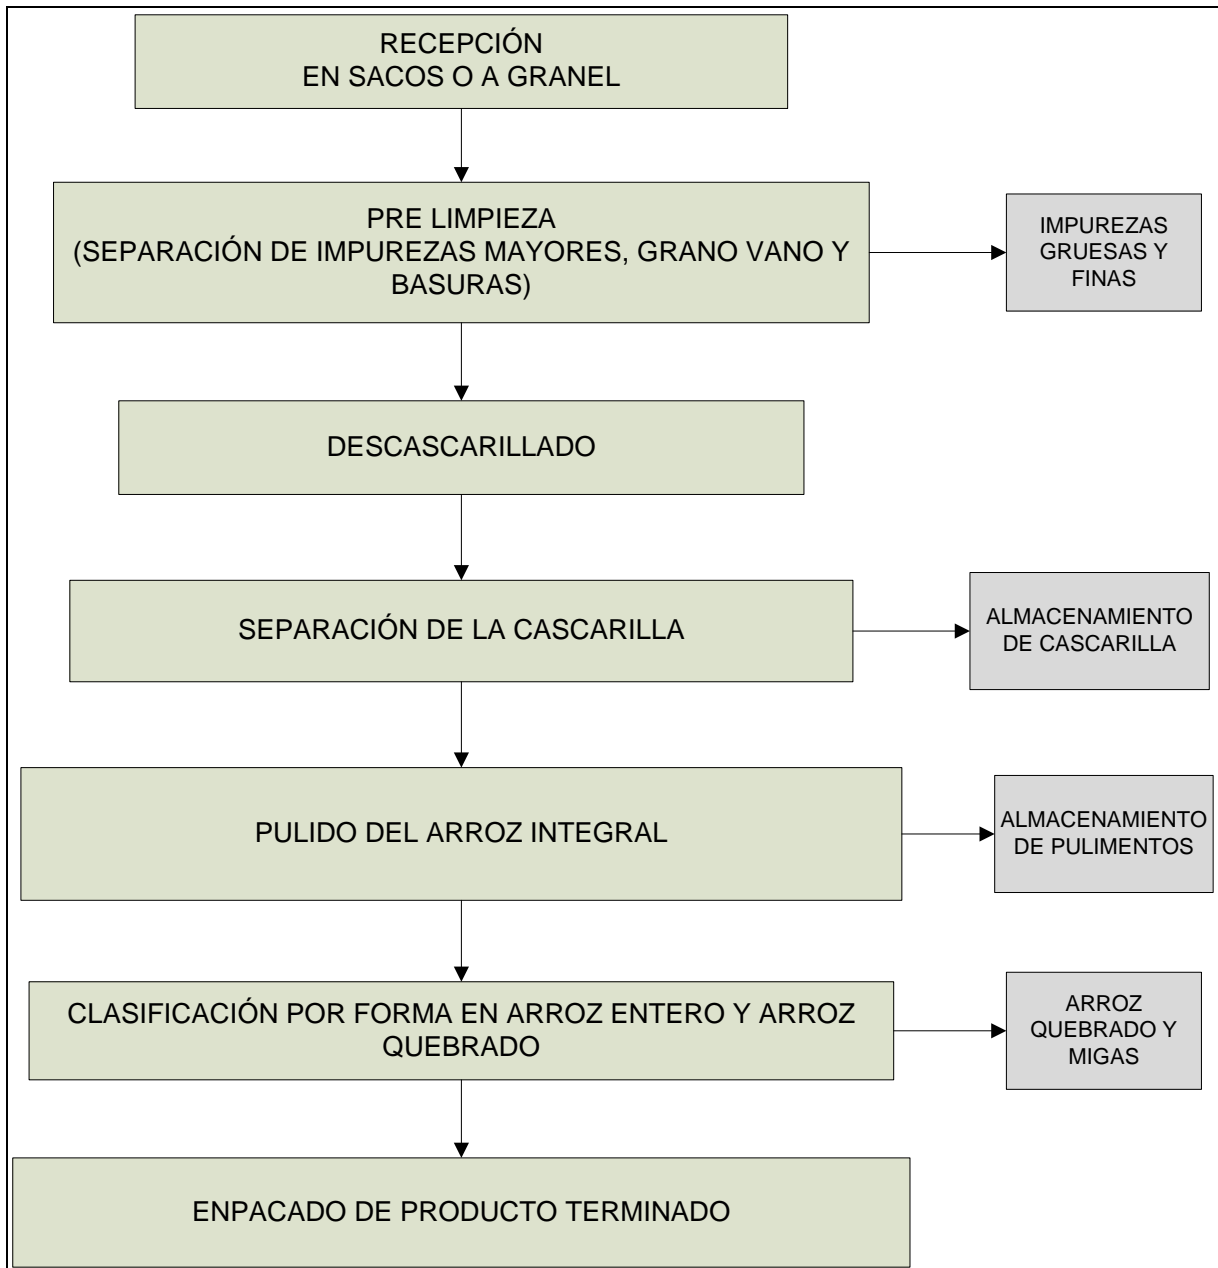 RECEPCIÓN
EN SACOS O A GRANEL
PRE LIMPIEZA
(SEPARACIÓN DE IMPUREZAS MAYORES, GRANO VANO Y
BASURAS)
IMPUREZAS
GRUESAS Y
FINAS
DESCASCARILLADO
SEPARACIÓN DE LA CASCARILLA
ALMACENAMIENTO
DE CASCARILLA
PULIDO DEL ARROZ INTEGRAL
ALMACENAMIENTO
DE PULIMENTOS
CLASIFICACIÓN POR FORMA EN ARROZ ENTERO Y ARROZ
QUEBRADO
ARROZ
QUEBRADO Y
MIGAS
ENPACADO DE PRODUCTO TERMINADO